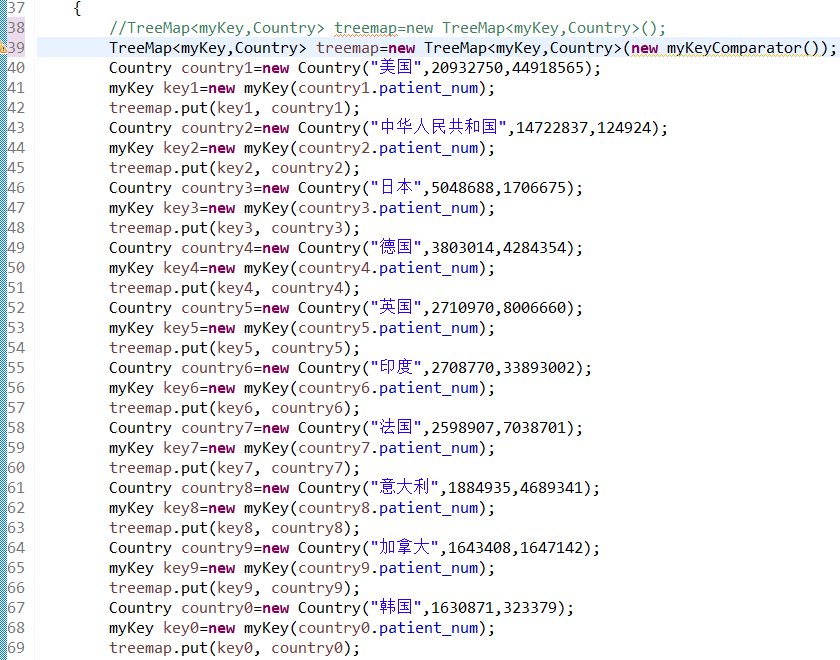 37 {
38 //TreeMap<myKey,Country> treemap=new TreeMap<myKey,Country>();
39 TreeMap<myKey,Country> treemap=new TreeMap<myKey,Country>(new myKeyComparator());
40 Country country1=new Country("美国",20932750,44918565);
41 myKey key1=new myKey(country1.patient_num);
42 treemap.put(key1, country1);
43 Country country2=new Country("中华人民共和国",14722837,124924);
44 myKey key2=new myKey(country2.patient_num);
45 treemap.put(key2, country2);
46 Country country3=new Country("日本",5048688,1706675);
47 myKey key3=new myKey(country3.patient_num);
48 treemap.put(key3, country3);
49 Country country4=new Country("德国",3803014,4284354);
50 myKey key4=new myKey(country4.patient_num);
51 treemap.put(key4, country4);
52 Country country5=new Country("英国",2710970,8006660);
53 myKey key5=new myKey(country5.patient_num);
54 treemap.put(key5, country5);
55 Country country6=new Country("印度",2708770,33893002);
56 myKey key6=new myKey(country6.patient_num);
57 treemap.put(key6, country6);
58 Country country7=new Country("法国",2598907,7038701);
59 myKey key7=new myKey(country7.patient_num);
60 treemap.put(key7, country7);
61 Country country8=new Country("意大利",1884935,4689341);
62 myKey key8=new myKey(country8.patient_num);
63 treemap.put(key8, country8);
64 Country country9=new Country("加拿大",1643408,1647142);
65 myKey key9=new myKey(country9.patient_num);
66 treemap.put(key9, country9);
67 Country country0=new Country("韩国",1630871,323379);
68 myKey key0=new myKey(country0.patient_num);
69 treemap.put(key0, country0);